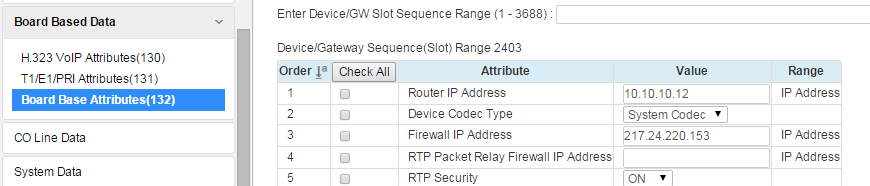 Board Based Data
H.323 VoIP Attributes(130)
T1/E1/PRI Attributes(131)
Board Base Attributes(132)
CO Line Data
System Data
Enter Device/GW Slot Sequence Range (1 - 3688) :
Device/Gateway Sequence(Slot) Range 2403
Order Check All Attribute Value Range
1 Router IP Address 10.10.10.12 IP Address
2 Device Codec Type System Codec
3 Firewall IP Address 217.24.220.153 IP Address
4 RTP Packet Relay Firewall IP Address IP Address
5 RTP Security ON